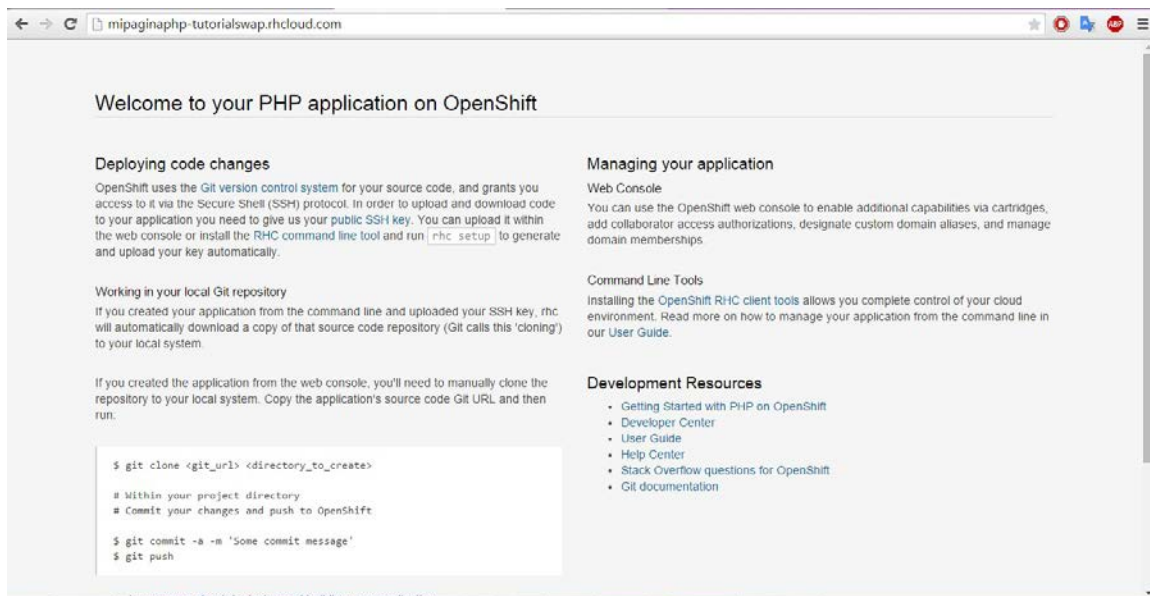 mipaginaphp-tutorialswap.rhcloud.com
ABP
Welcome to your PHP application on OpenShift
Deploying code changes
OpenShift uses the Git version control system for your source code, and grants you
access to it via the Secure Shell (SSH) protocol. In order to upload and download code
to your application you need to give us your public SSH key. You can upload it within
the web console or install the RHC command line tool and run rhc setup to generate
and upload your key automatically.
Working in your local Git repository
If you created your application from the command line and uploaded your SSH key, rhc
will automatically download a copy of that source code repository (Git calls this 'cloning')
to your local system.
If you created the application from the web console, you'll need to manually clone the
repository to your local system. Copy the application's source code Git URL and then
run:
$ git clone <git_url> <directory_to_create>
# Within your project directory
# Commit your changes and push to OpenShift
$ git commit -a -m 'Some commit message'
$ git push
Managing your application
Web Console
You can use the OpenShift web console to enable additional capabilities via cartridges,
add collaborator access authorizations, designate custom domain aliases, and manage
domain memberships.
Command Line Tools
Installing the OpenShift RHC client tools allows you complete control of your cloud
environment. Read more on how to manage your application from the command line in
our User Guide.
Development Resources
• Getting Started with PHP on OpenShift
• Developer Center
• User Guide
• Help Center
• Stack Overflow questions for OpenShift
• Git documentation